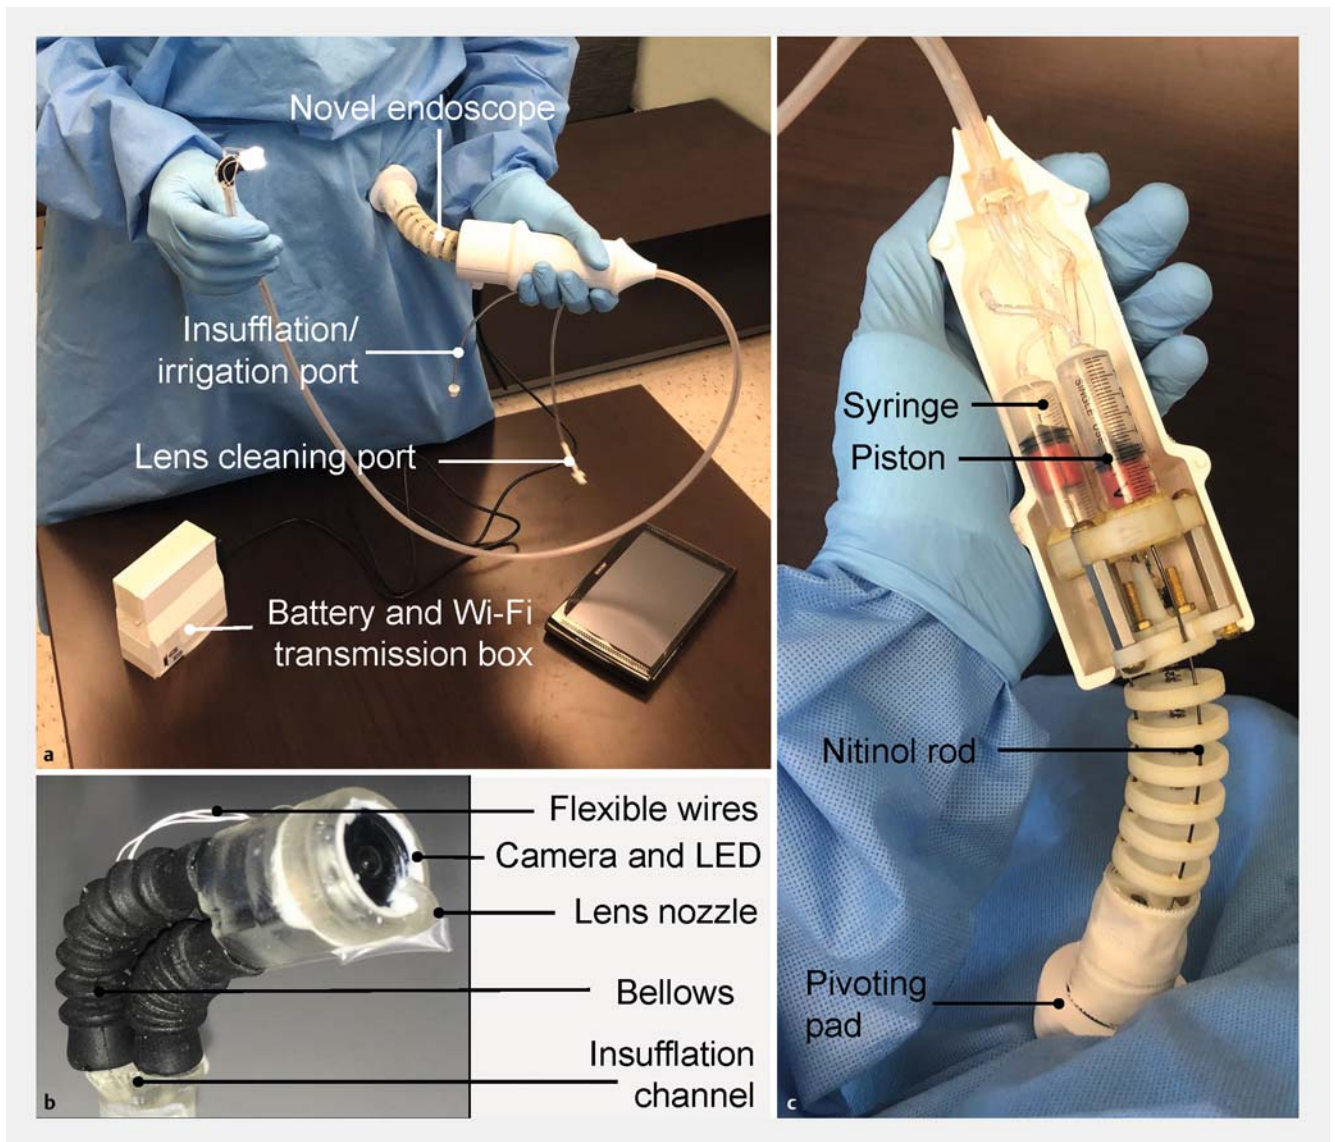 Novel endoscope
Insufflation/
irrigation port
Lens cleaning port
Battery and Wi-Fi
transmission box
a
Flexible wires
Camera and LED
Lens nozzle
Bellows
Insufflation
channel
b
Syringe
Piston
SINGLE USE
Nitinol rod
Pivoting
pad
c